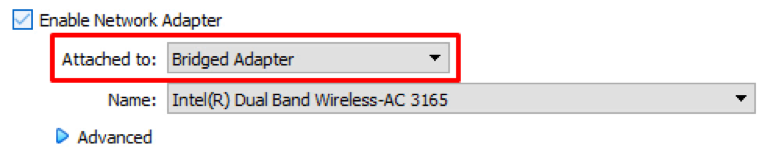 Enable Network Adapter
Attached to: Bridged Adapter
Name: Intel(R) Dual Band Wireless-AC 3165
Advanced